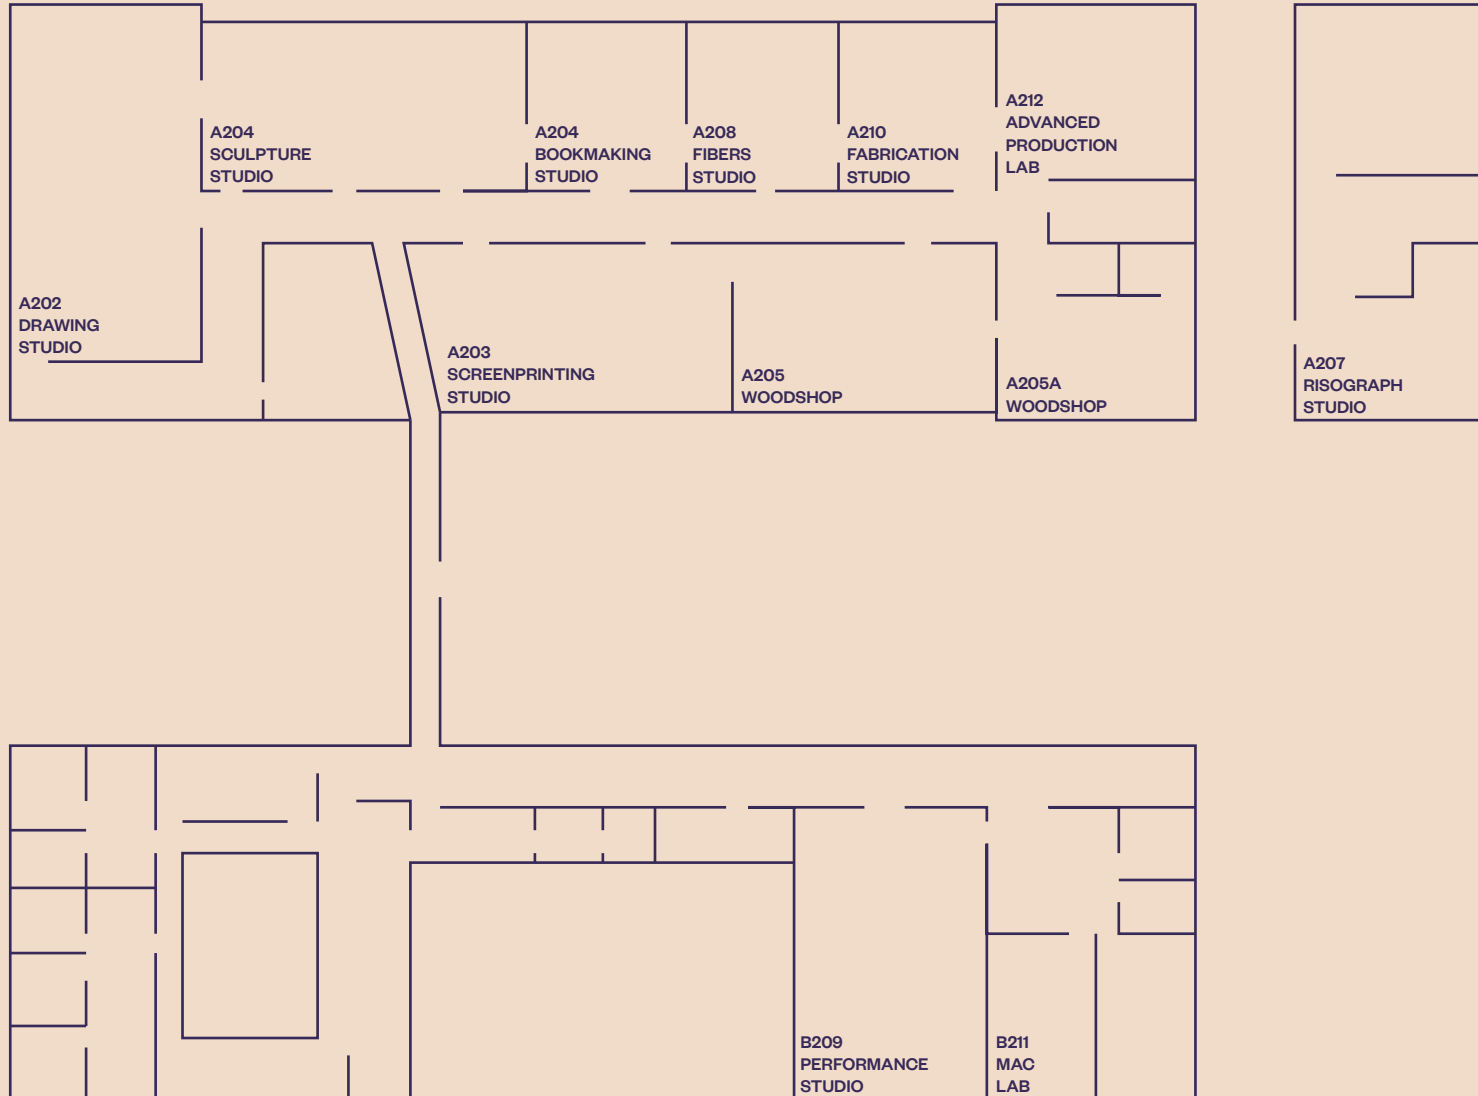 A204
SCULPTURE
STUDIO
A204
BOOKMAKING
STUDIO
A208
FIBERS
STUDIO
A210
FABRICATION
STUDIO
A212
ADVANCED
PRODUCTION
LAB
A202
DRAWING
STUDIO
A203
SCREENPRINTING
STUDIO
A205
WOODSHOP
A205A
WOODSHOP
A207
RISOGRAPH
STUDIO
B209
PERFORMANCE
STUDIO
B211
MAC
LAB